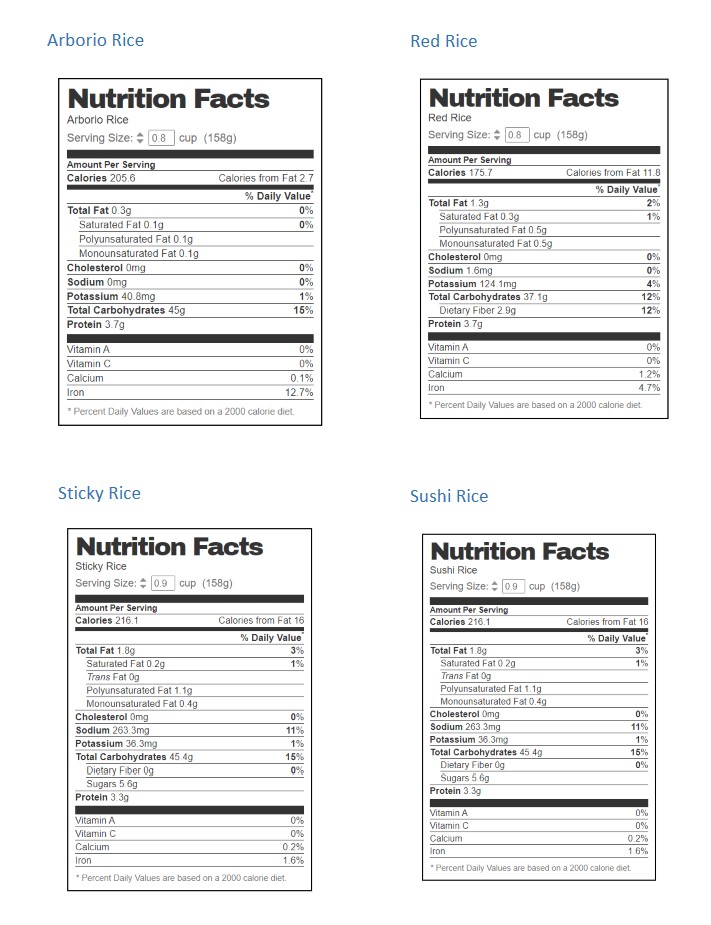 Arborio Rice
Nutrition Facts
Arborio Rice
Serving Size: 0.8 cup (158g)
Amount Per Serving
Calories 205.6 Calories from Fat 2.7
% Daily Value*
Total Fat 0.3g 0%
Saturated Fat 0.1g 0%
Polyunsaturated Fat 0.1g
Monounsaturated Fat 0.1g
Cholesterol 0mg 0%
Sodium 0mg 0%
Potassium 40.8mg 1%
Total Carbohydrates 45g 15%
Protein 3.7g
Vitamin A 0%
Vitamin C 0%
Calcium 0.1%
Iron 12.7%
* Percent Daily Values are based on a 2000 calorie diet.
Red Rice
Nutrition Facts
Red Rice
Serving Size: 0.8 cup (158g)
Amount Per Serving
Calories 175.7 Calories from Fat 11.8
% Daily Value*
Total Fat 1.3g 2%
Saturated Fat 0.3g 1%
Polyunsaturated Fat 0.5g
Monounsaturated Fat 0.5g
Cholesterol 0mg 0%
Sodium 1.6mg 0%
Potassium 124.1mg 4%
Total Carbohydrates 37.1g 12%
Dietary Fiber 2.9g 12%
Protein 3.7g
Vitamin A 0%
Vitamin C 0%
Calcium 1.2%
Iron 4.7%
* Percent Daily Values are based on a 2000 calorie diet.
Sticky Rice
Nutrition Facts
Sticky Rice
Serving Size: 0.9 cup (158g)
Amount Per Serving
Calories 216.1 Calories from Fat 16
% Daily Value*
Total Fat 1.8g 3%
Saturated Fat 0.2g 1%
Trans Fat 0g
Polyunsaturated Fat 1.1g
Monounsaturated Fat 0.4g
Cholesterol 0mg 0%
Sodium 263.3mg 11%
Potassium 36.3mg 1%
Total Carbohydrates 45.4g 15%
Dietary Fiber 0g 0%
Sugars 5.6g
Protein 3.3g
Vitamin A 0%
Vitamin C 0%
Calcium 0.2%
Iron 1.6%
* Percent Daily Values are based on a 2000 calorie diet.
Sushi Rice
Nutrition Facts
Sushi Rice
Serving Size: 0.9 cup (158g)
Amount Per Serving
Calories 216.1 Calories from Fat 16
% Daily Value*
Total Fat 1.8g 3%
Saturated Fat 0.2g 1%
Trans Fat 0g
Polyunsaturated Fat 1.1g
Monounsaturated Fat 0.4g
Cholesterol 0mg 0%
Sodium 263.3mg 11%
Potassium 36.3mg 1%
Total Carbohydrates 45.4g 15%
Dietary Fiber 0g 0%
Sugars 5.6g
Protein 3.3g
Vitamin A 0%
Vitamin C 0%
Calcium 0.2%
Iron 1.6%
* Percent Daily Values are based on a 2000 calorie diet.